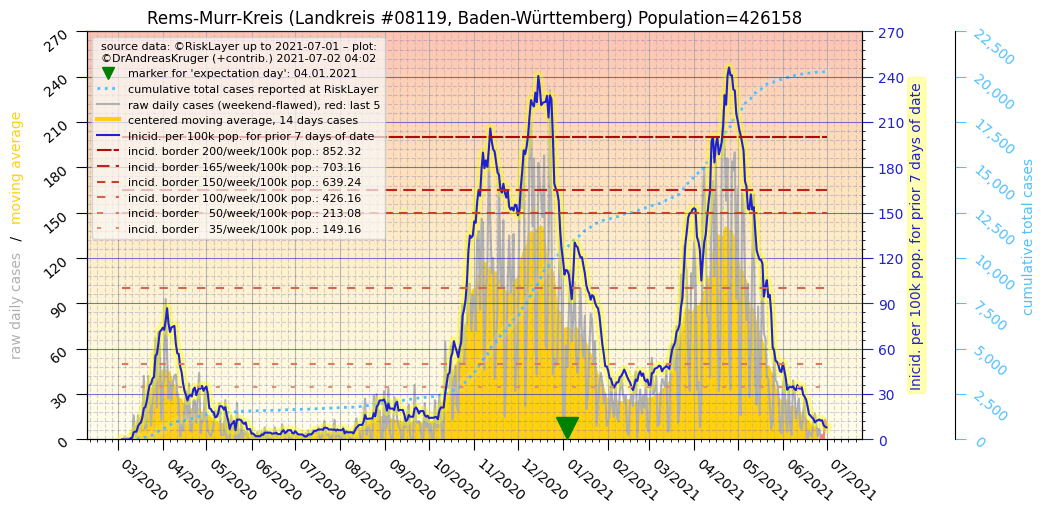 Rems-Murr-Kreis (Landkreis #08119, Baden-Württemberg) Population=426158
source data: ©RiskLayer up to 2021-07-01 – plot:
©DrAndreasKruger (+contrib.) 2021-07-02 04:02
marker for 'expectation day': 04.01.2021
cumulative total cases reported at RiskLayer
raw daily cases (weekend-flawed), red: last 5
centered moving average, 14 days cases
Inicid. per 100k pop. for prior 7 days of date
incid. border 200/week/100k pop.: 852.32
incid. border 165/week/100k pop.: 703.16
incid. border 150/week/100k pop.: 639.24
incid. border 100/week/100k pop.: 426.16
incid. border 50/week/100k pop.: 213.08
incid. border 35/week/100k pop.: 149.16
raw daily cases / moving average
270
240
210
180
150
120
90
60
30
0
03/2020
04/2020
05/2020
06/2020
07/2020
08/2020
09/2020
10/2020
11/2020
12/2020
01/2021
02/2021
03/2021
04/2021
05/2021
06/2021
07/2021
270
240
210
180
150
120
90
60
30
0
Inicid. per 100k pop. for prior 7 days of date
22,500
20,000
17,500
15,000
12,500
10,000
7,500
5,000
2,500
0
cumulative total cases